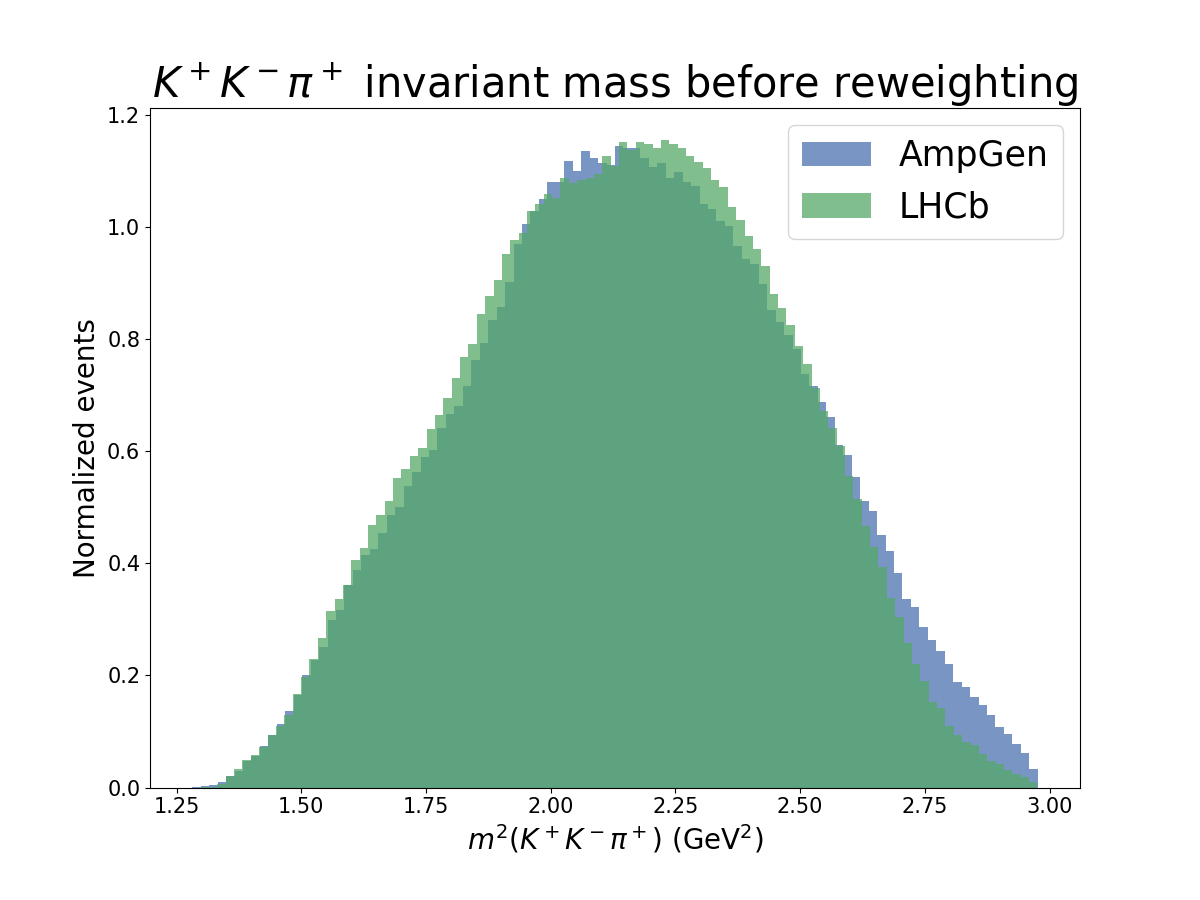 K⁺K⁻π⁺ invariant mass before reweighting
AmpGen
LHCb
Normalized events
1.2
1.0
0.8
0.6
0.4
0.2
0.0
1.25 1.50 1.75 2.00 2.25 2.50 2.75 3.00
m²(K⁺K⁻π⁺) (GeV²)